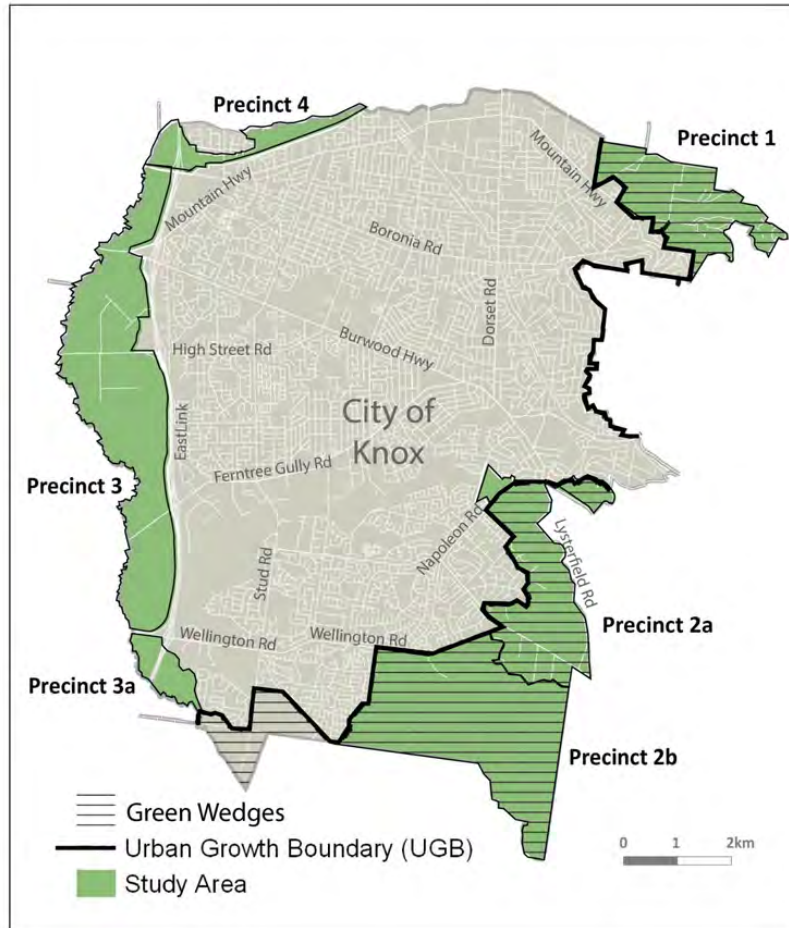 Precinct 4
Precinct 1
Mountain Hwy
Mountain Hwy
Boronia Rd
Dorset Rd
Burwood Hwy
High Street Rd
City of
Knox
EastLink
Ferntree Gully Rd
Precinct 3
Napoleon Rd
Lysterfield Rd
Stud Rd
Wellington Rd
Wellington Rd
Precinct 2a
Precinct 3a
Precinct 2b
Green Wedges
Urban Growth Boundary (UGB)
Study Area
0 1 2km